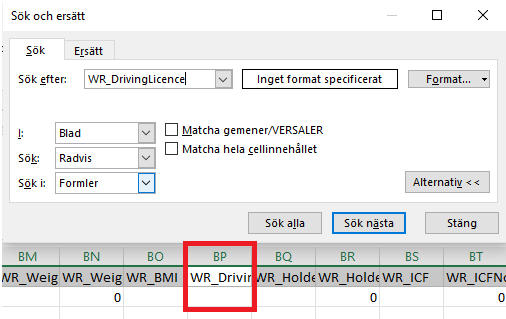 Sök och ersätt
Sök
Ersätt
Sök efter:
WR_DrivingLicence
Inget format specificerat
Format...
I:
Blad
Matcha gemener/VERSALER
Sök:
Radvis
Matcha hela cellinnehållet
Sök i:
Formler
Alternativ <<
Sök alla
Sök nästa
Stäng
BM BN BO BP BQ BR BS BT
WR_Weig WR_Weig WR_BMI WR_Drivin WR_Holde WR_Holde WR_ICF WR_ICFNo
0 0 0